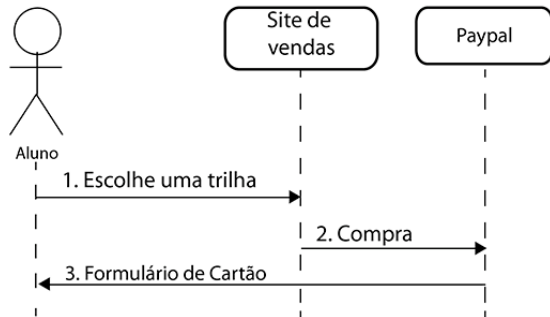 Site de
vendas
Paypal
Aluno
1. Escolhe uma trilha
2. Compra
3. Formulário de Cartão